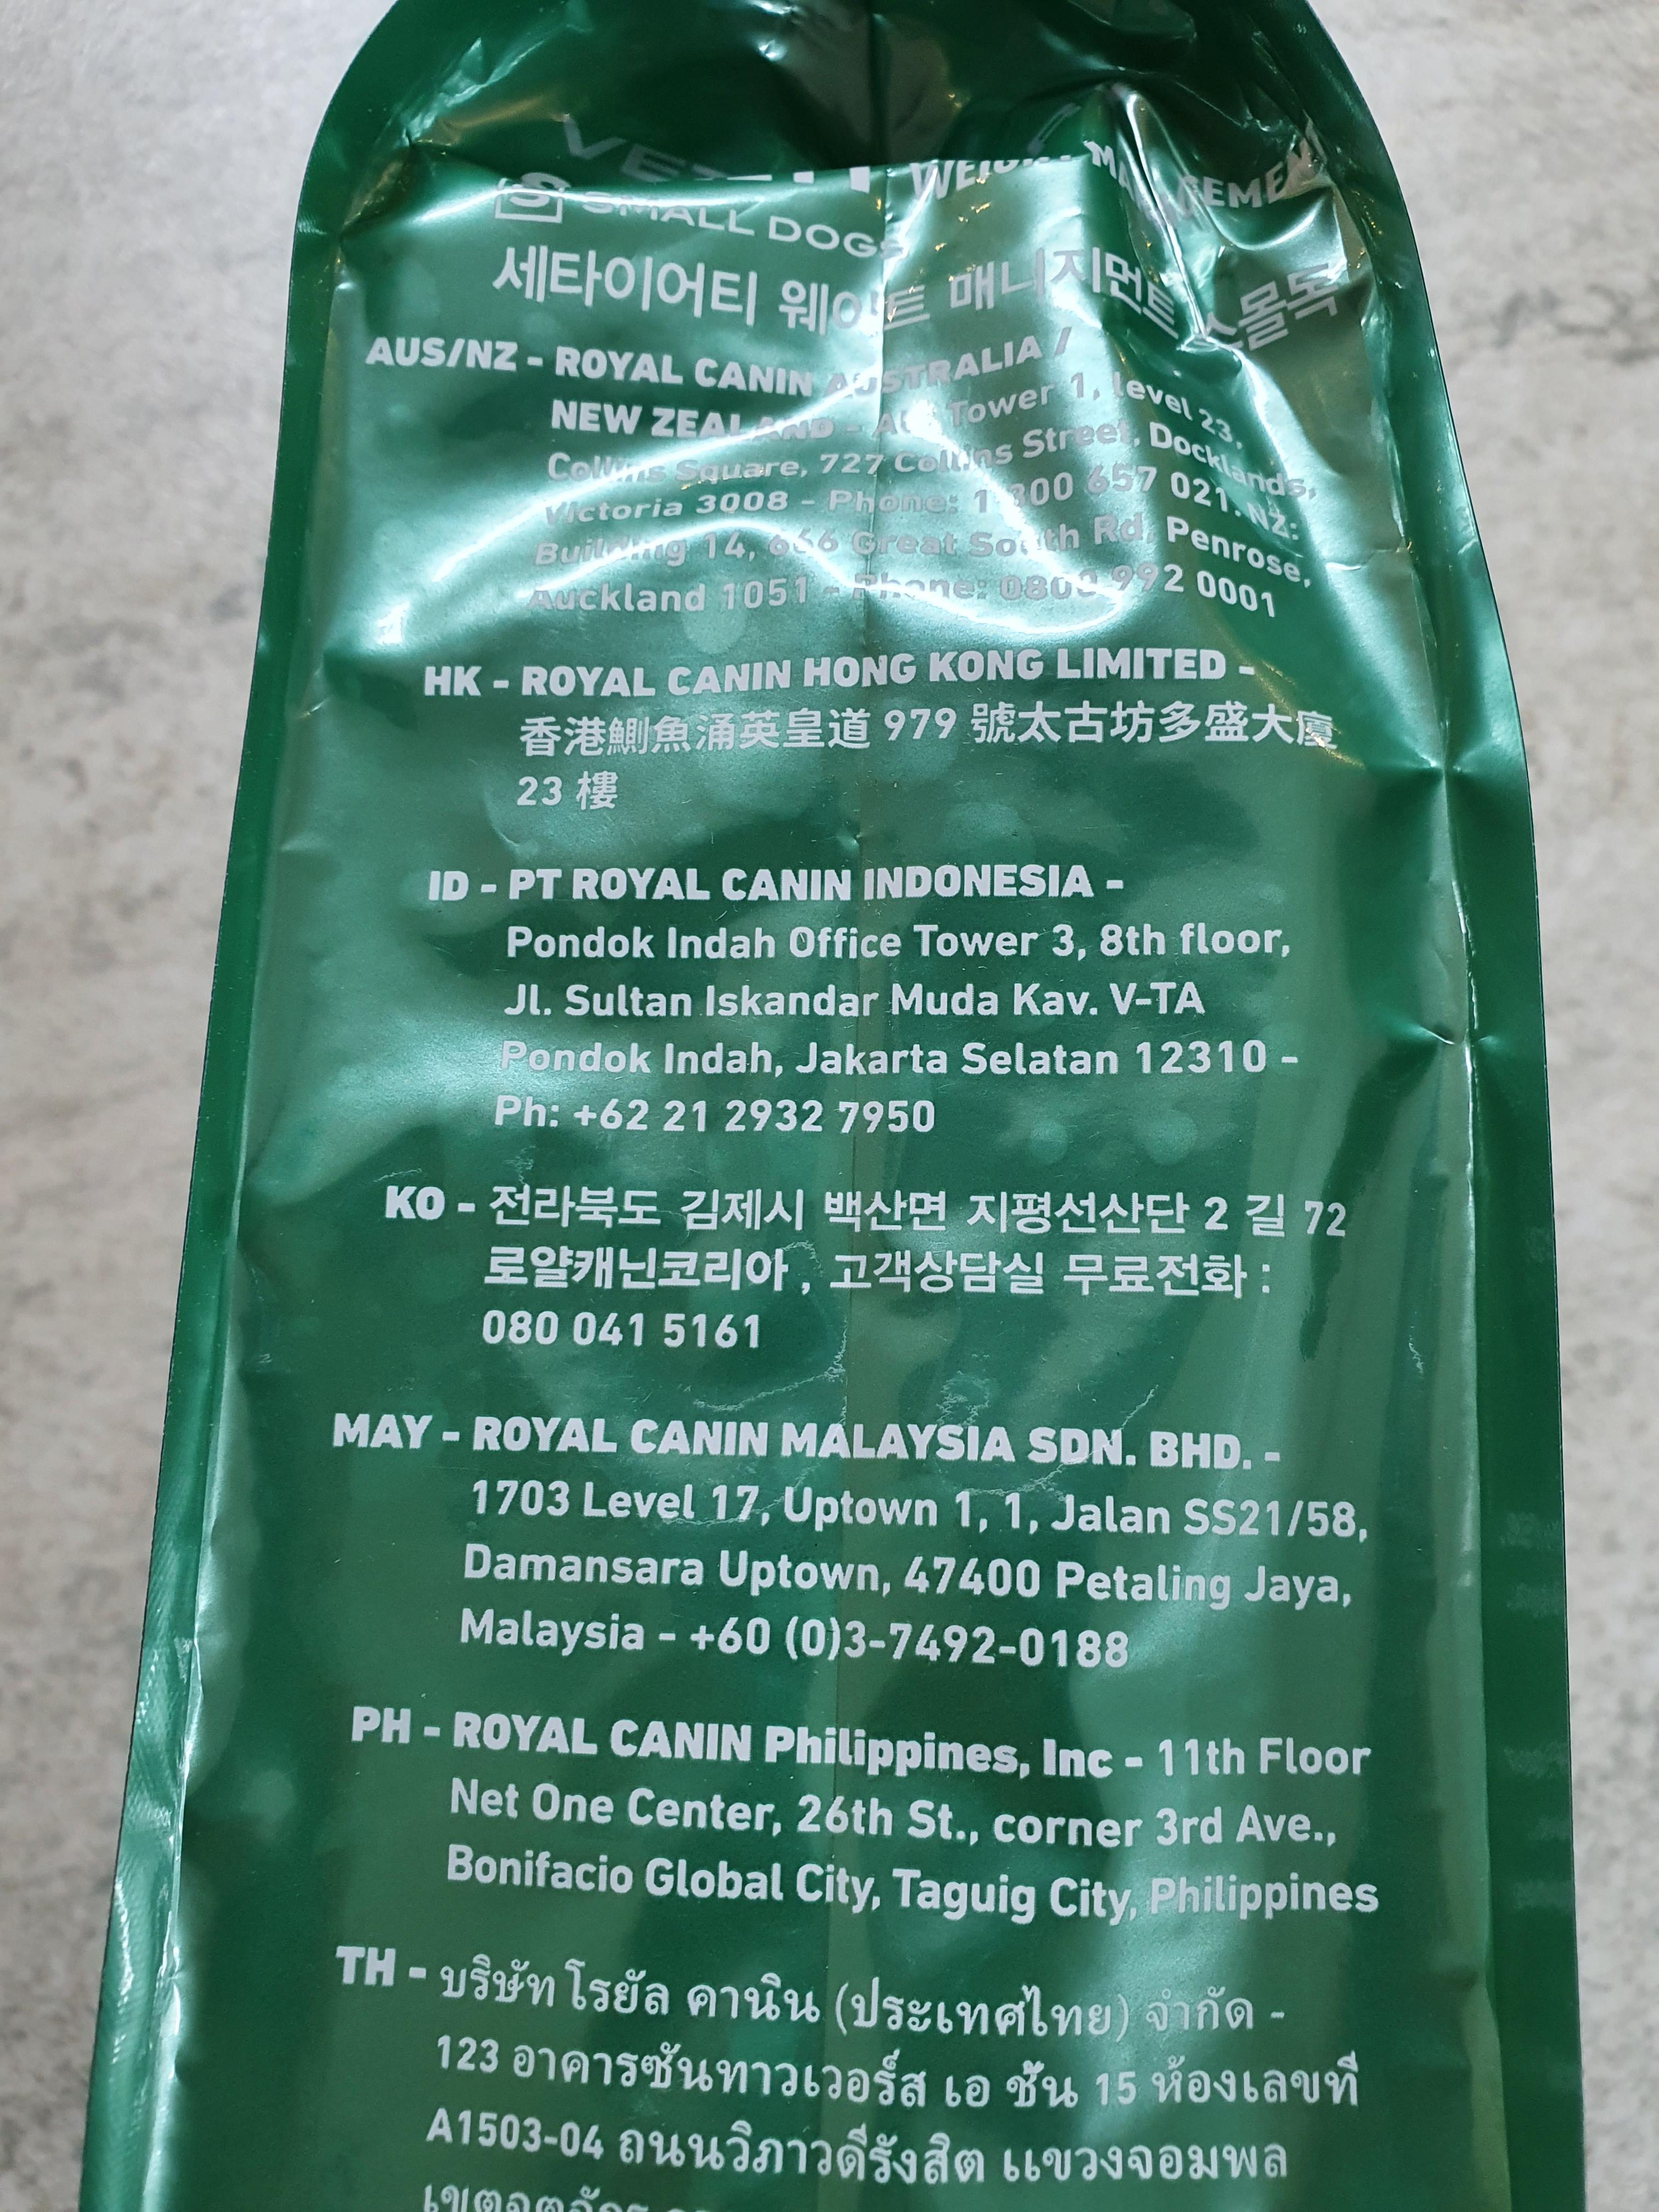 WEIGHT MANAGEMENT
S SMALL DOGS
세타이어티 웨이트 매니지먼트 스몰독
AUS/NZ - ROYAL CANIN AUSTRALIA /
NEW ZEALAND - AUS Tower 1, level 23,
Collins Square, 727 Collins Street, Docklands,
Victoria 3008 - Phone: 1 300 657 021. NZ:
Building 14, 666 Great South Rd, Penrose,
Auckland 1051 - Phone: 0800 992 0001
HK - ROYAL CANIN HONG KONG LIMITED -
香港鰂魚涌英皇道 979 號太古坊多盛大廈
23 樓
ID - PT ROYAL CANIN INDONESIA -
Pondok Indah Office Tower 3, 8th floor,
Jl. Sultan Iskandar Muda Kav. V-TA
Pondok Indah, Jakarta Selatan 12310 -
Ph: +62 21 2932 7950
KO - 전라북도 김제시 백산면 지평선산단 2 길 72
로얄캐닌코리아 , 고객상담실 무료전화 :
080 041 5161
MAY - ROYAL CANIN MALAYSIA SDN. BHD. -
1703 Level 17, Uptown 1, 1, Jalan SS21/58,
Damansara Uptown, 47400 Petaling Jaya,
Malaysia - +60 (0)3-7492-0188
PH - ROYAL CANIN Philippines, Inc - 11th Floor
Net One Center, 26th St., corner 3rd Ave.,
Bonifacio Global City, Taguig City, Philippines
TH - บริษัท โรยัล คานิน (ประเทศไทย) จำกัด -
123 อาคารซันทาวเวอร์ส เอ ชั้น 15 ห้องเลขที่
A1503-04 ถนนวิภาวดีรังสิต แขวงจอมพล